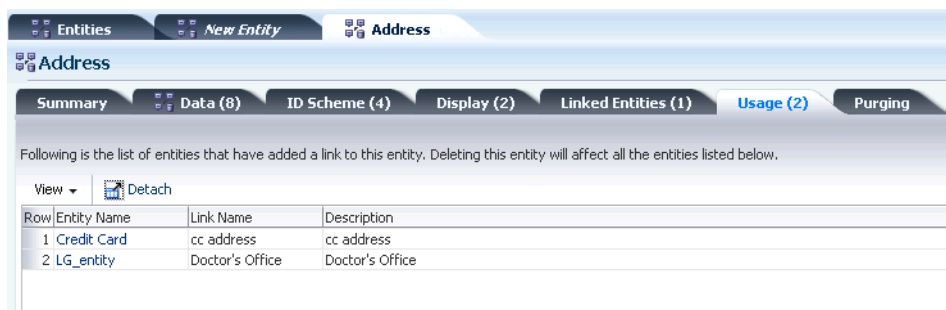 Entities New Entity Address
Address
Summary Data (8) ID Scheme (4) Display (2) Linked Entities (1) Usage (2) Purging
Following is the list of entities that have added a link to this entity. Deleting this entity will affect all the entities listed below.
View Detach
Row Entity Name Link Name Description
1 Credit Card cc address cc address
2 LG_entity Doctor's Office Doctor's Office